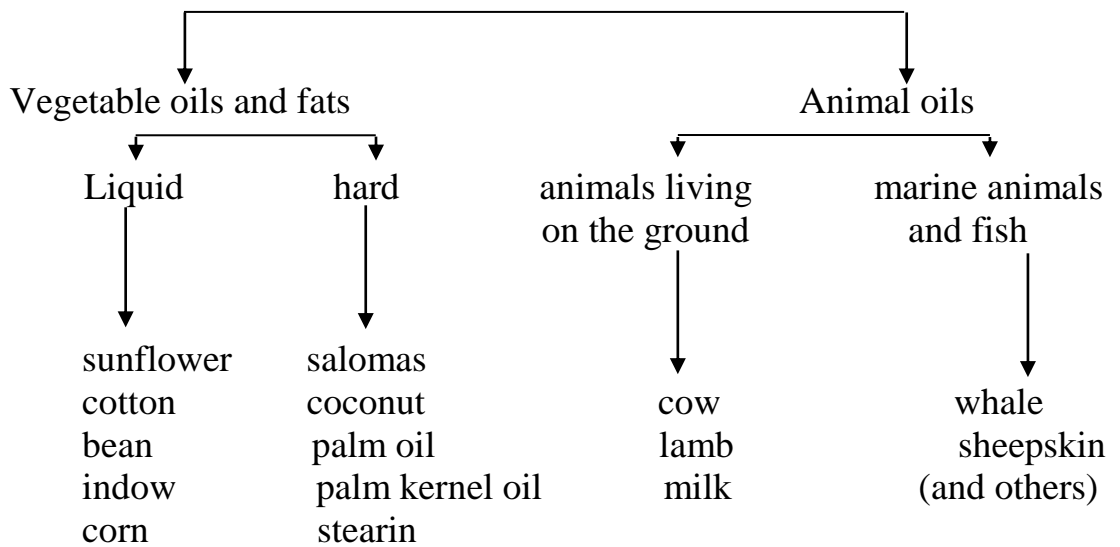 Vegetable oils and fats Animal oils
Liquid hard animals living marine animals
on the ground and fish
sunflower salomas
cotton coconut cow whale
bean palm oil lamb sheepskin
indow palm kernel oil milk (and others)
corn stearin